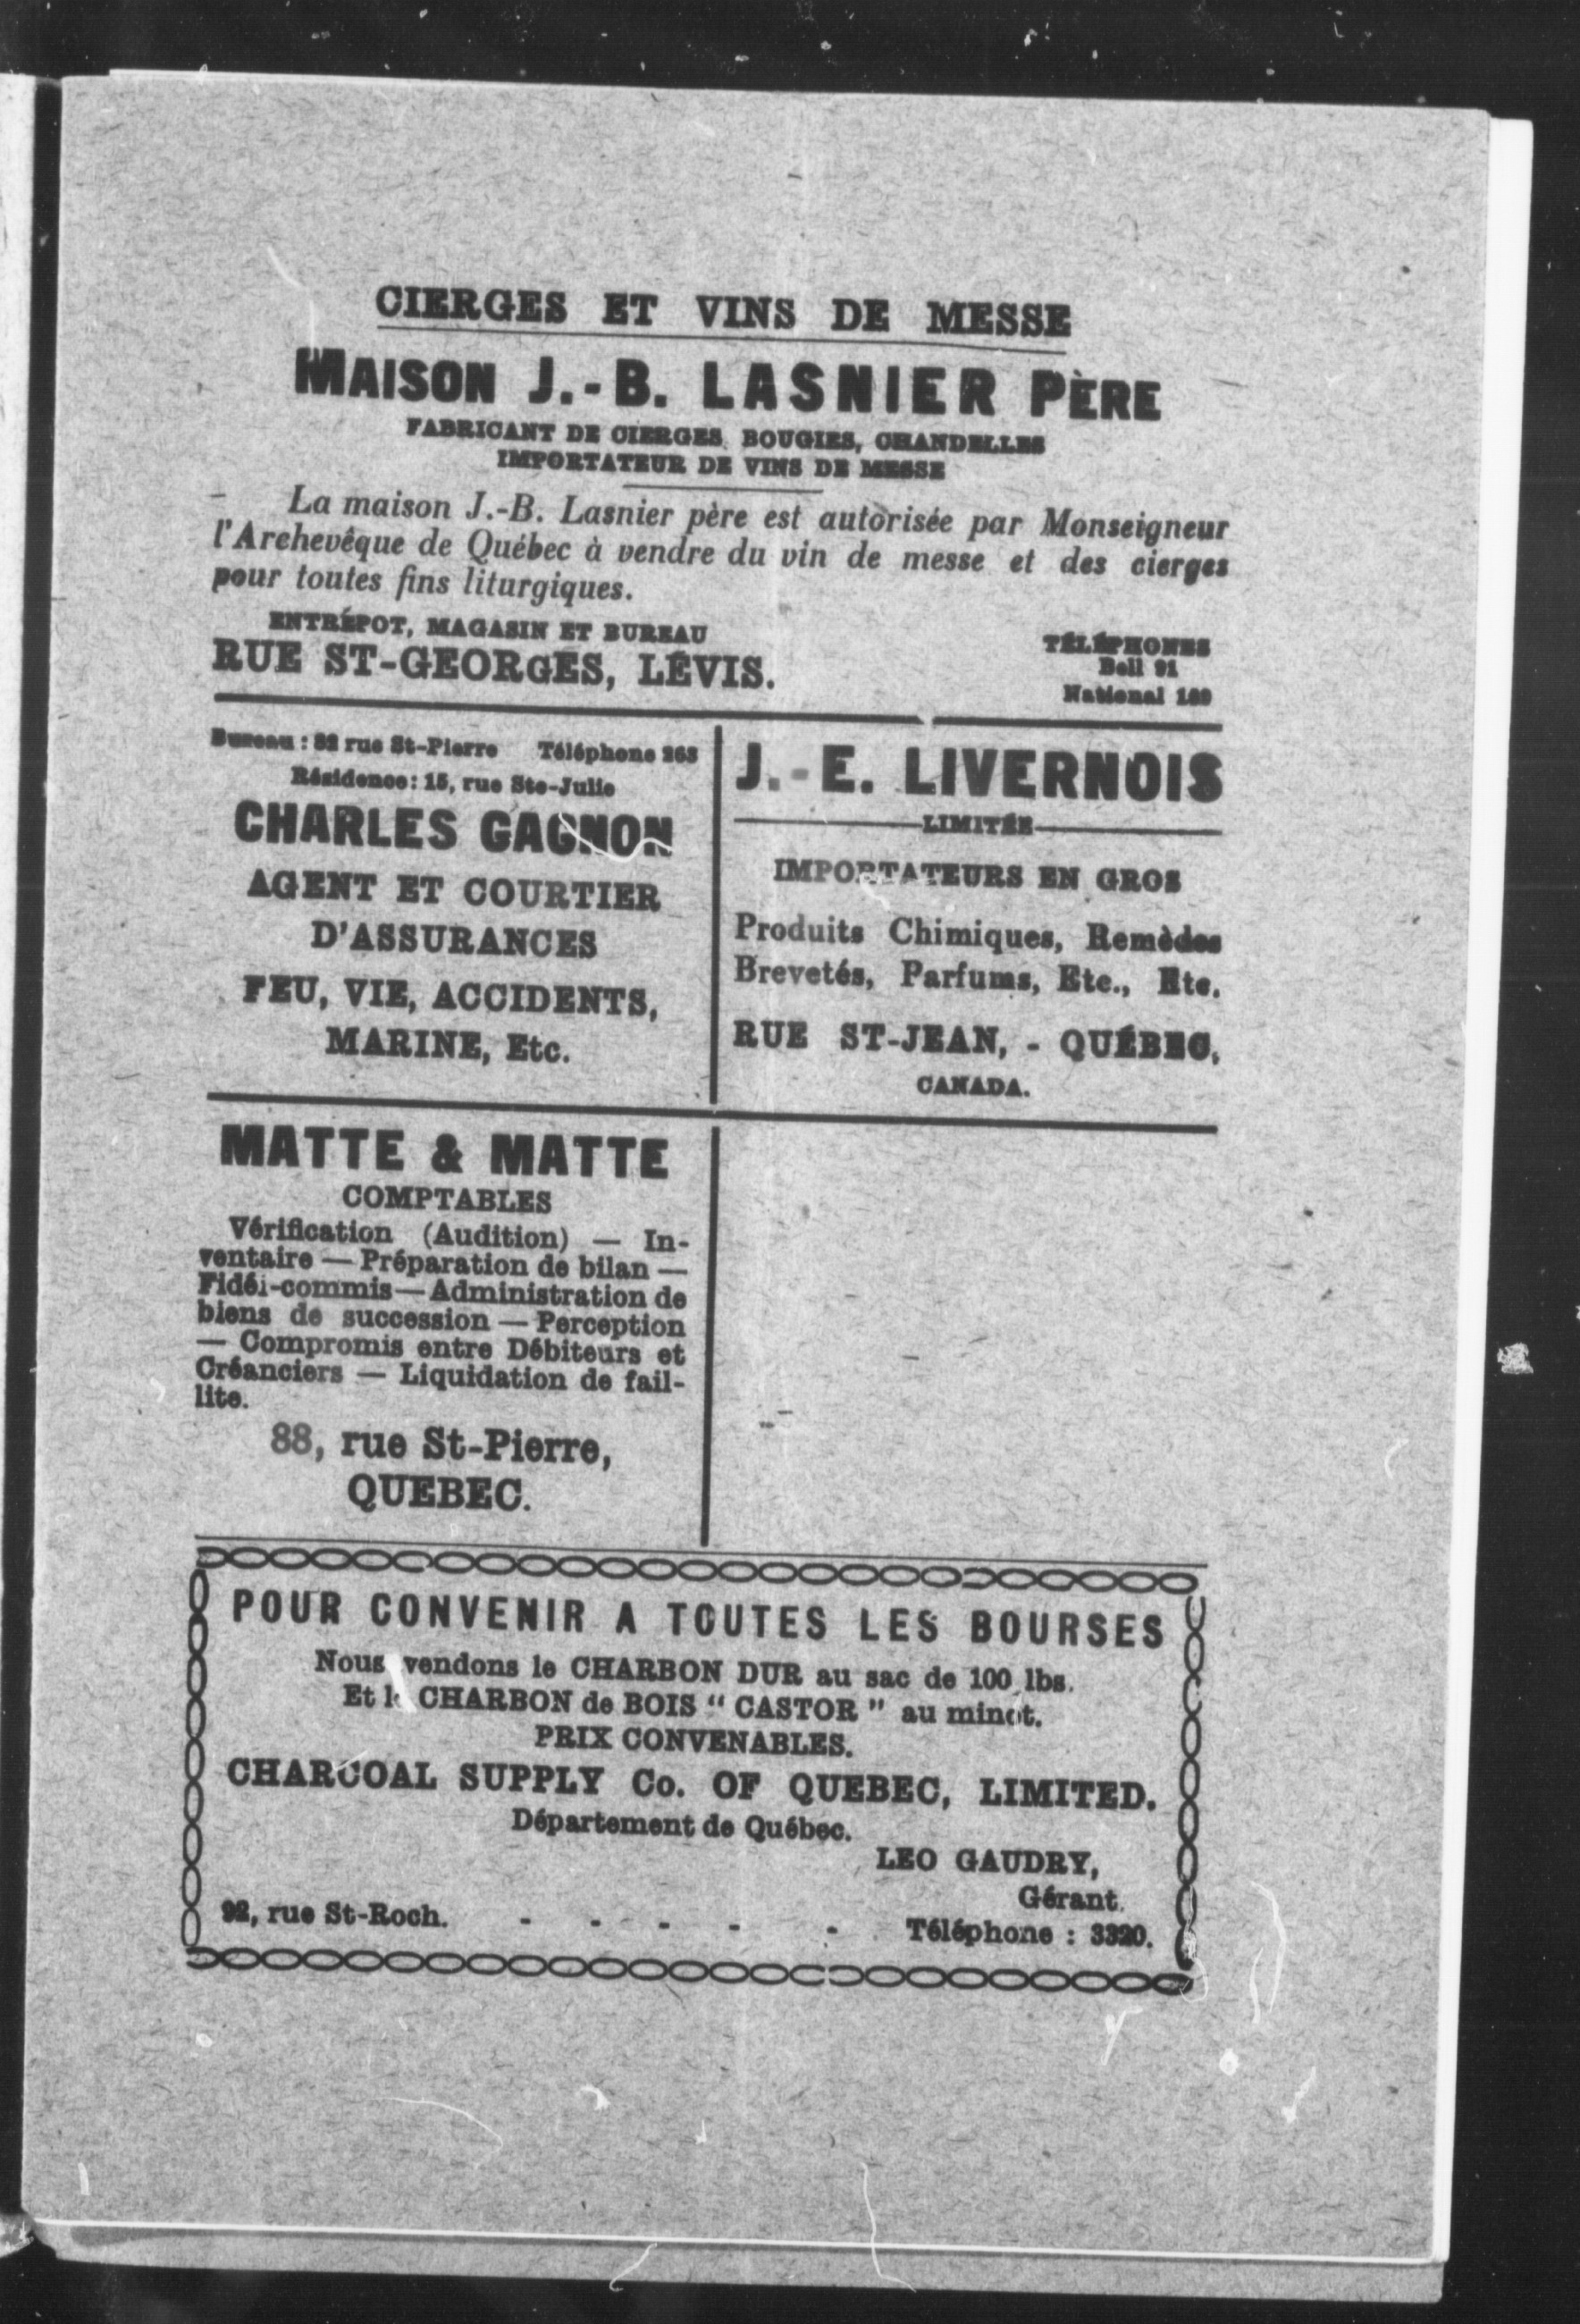 CIERGES ET VINS DE MESSE
MAISON J.-B. LASNIER PÈRE
FABRICANT DE CIERGES, BOUGIES, CHANDELLES
IMPORTATEUR DE VINS DE MESSE
La maison J.-B. Lasnier père est autorisée par Monseigneur
l'Archevêque de Québec à vendre du vin de messe et des cierges
pour toutes fins liturgiques.
ENTRÉPOT, MAGASIN ET BUREAU
RUE ST-GEORGES, LÉVIS.
TÉLÉPHONES
Bell 91
National
Bureau : rue St-Pierre Téléphone 263
Résidence: 15, rue Ste-Julie
CHARLES GAGNON
AGENT ET COURTIER
D'ASSURANCES
FEU, VIE, ACCIDENTS,
MARINE, Etc.
J.-E. LIVERNOIS
LIMITÉE
IMPORTATEURS EN GROS
Produits Chimiques, Remèdes
Brevetés, Parfums, Etc., Etc.
RUE ST-JEAN, - QUÉBEC,
CANADA.
MATTE & MATTE
COMPTABLES
Vérification (Audition) — In-
ventaire — Préparation de bilan —
Fidéi-commis — Administration de
biens de succession — Perception
— Compromis entre Débiteurs et
Créanciers — Liquidation de fail-
lite.
88, rue St-Pierre,
QUEBEC.
POUR CONVENIR A TOUTES LES BOURSES
Nous vendons le CHARBON DUR au sac de 100 lbs.
Et le CHARBON de BOIS " CASTOR " au minot.
PRIX CONVENABLES.
CHARCOAL SUPPLY Co. OF QUEBEC, LIMITED.
Département de Québec.
LEO GAUDRY,
Gérant.
92, rue St-Roch. - - - - - Téléphone : 3320.